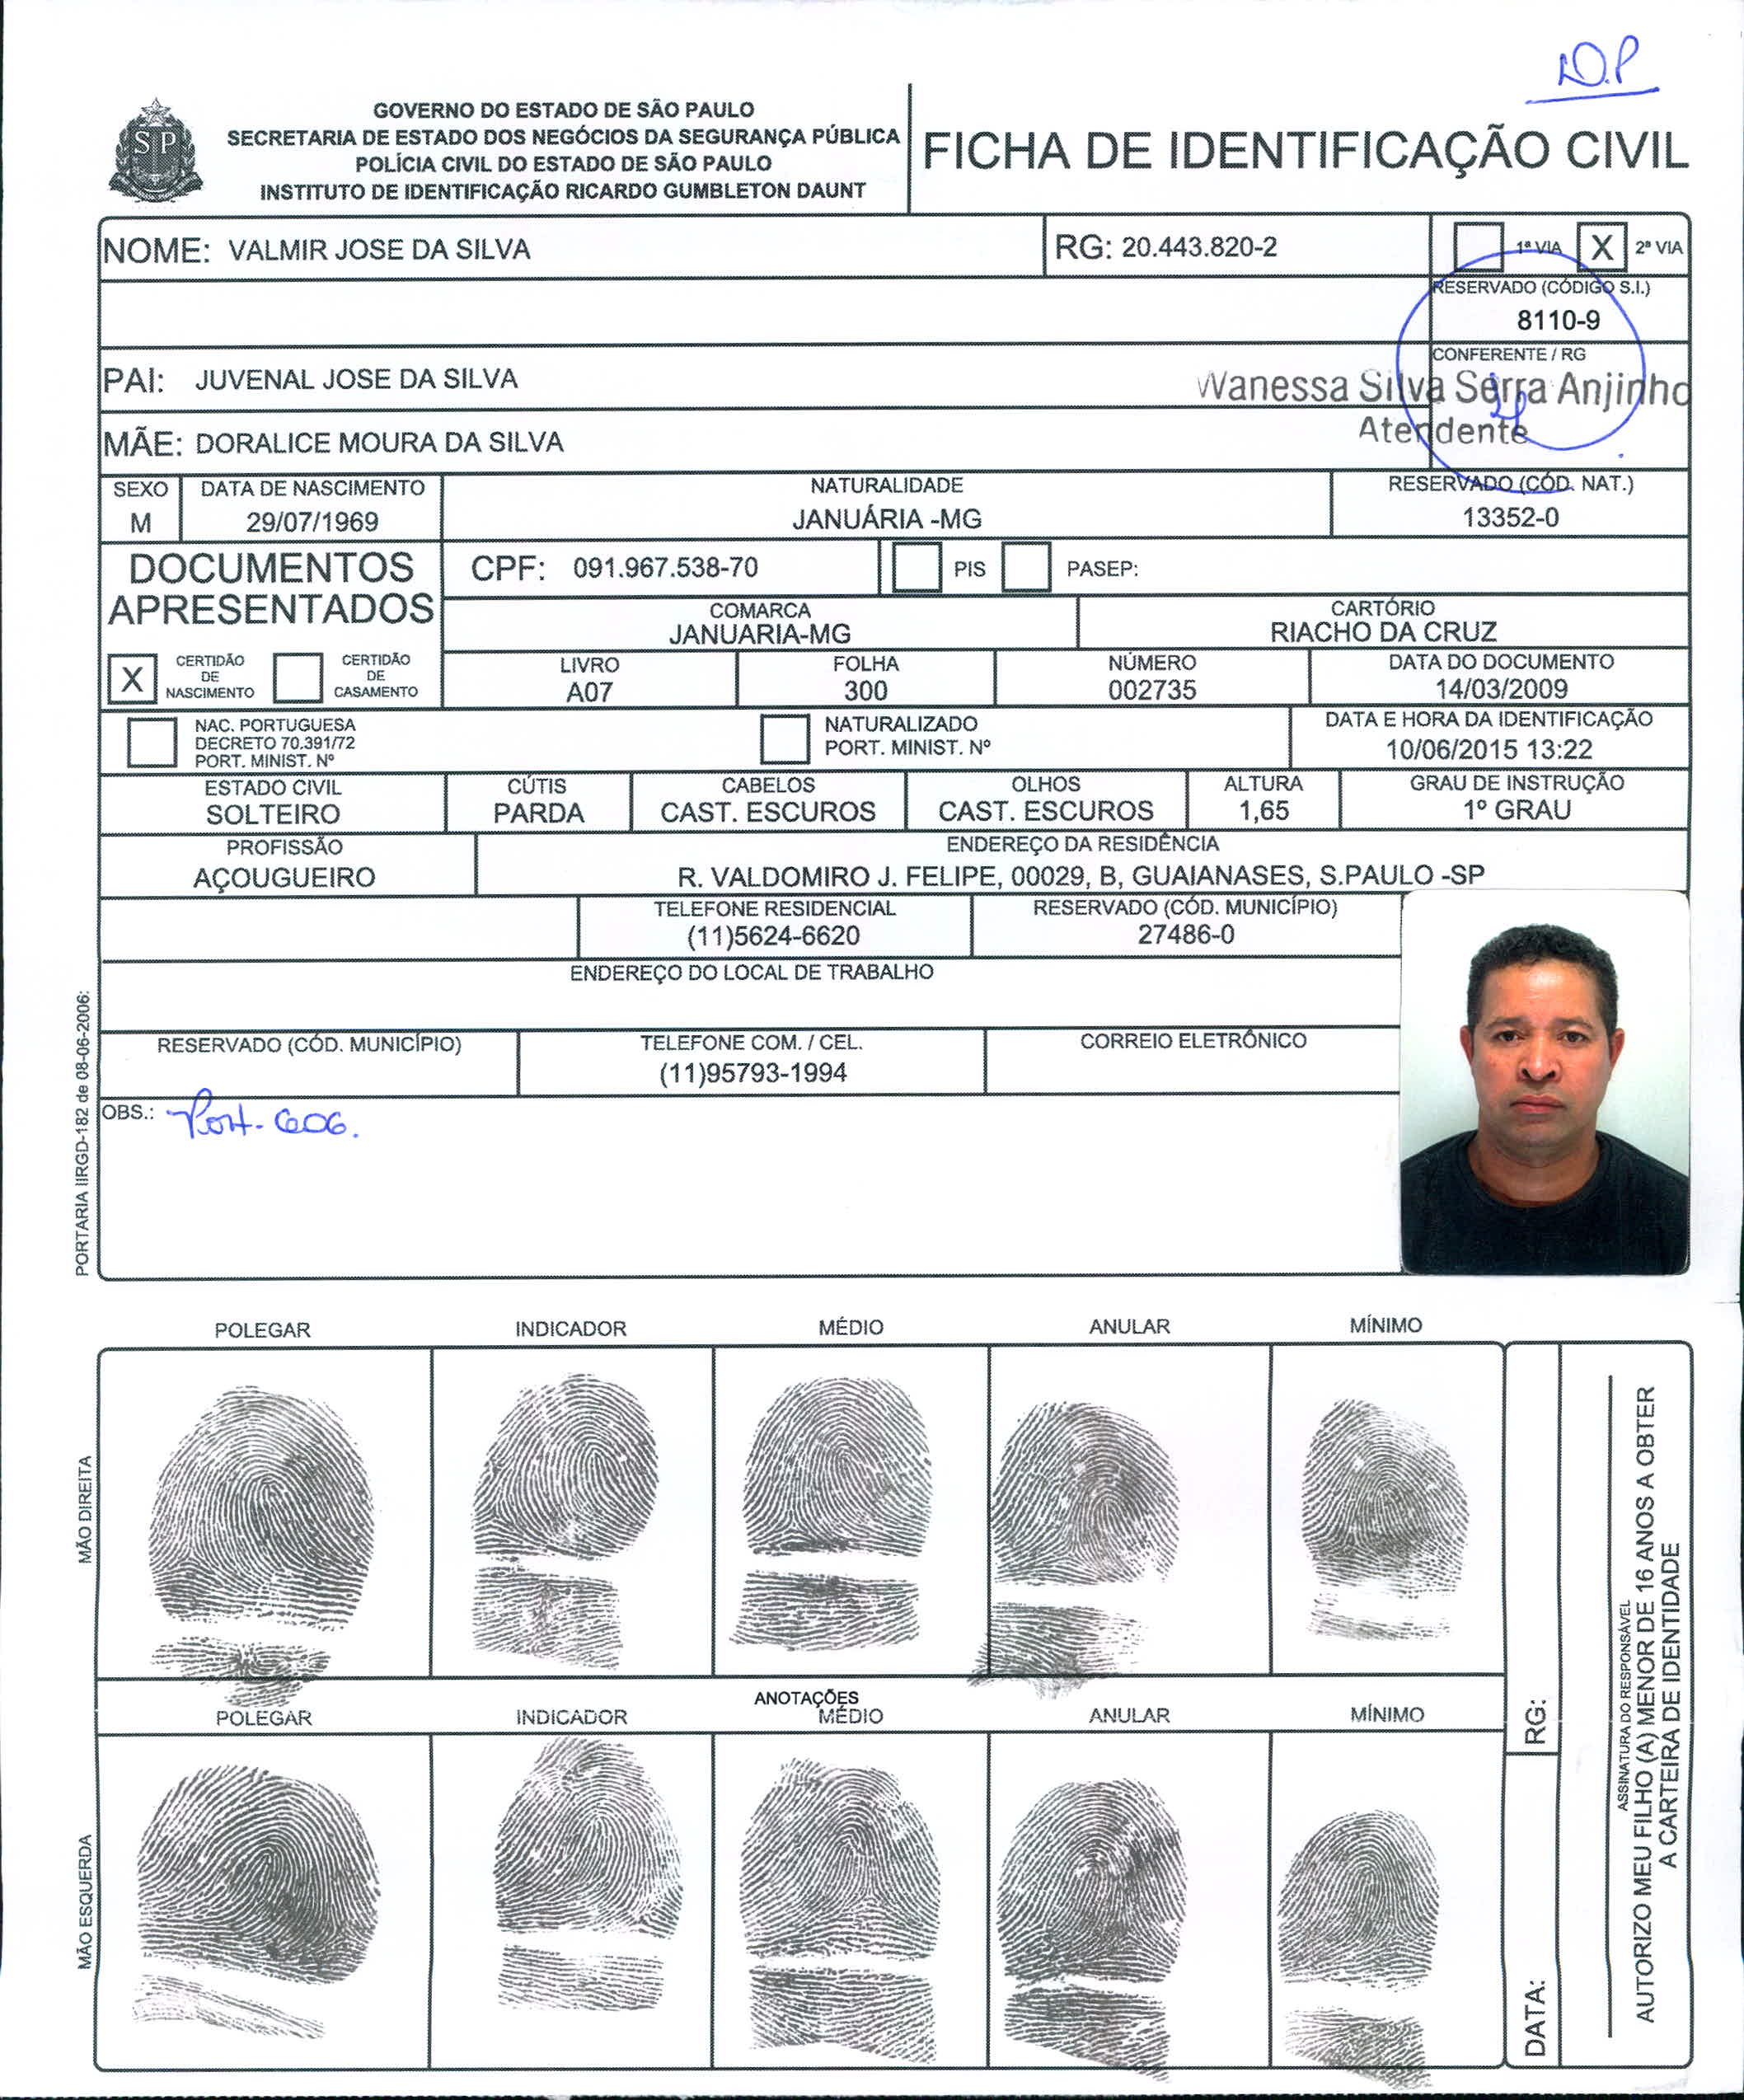 D.P
GOVERNO DO ESTADO DE SÃO PAULO
SECRETARIA DE ESTADO DOS NEGÓCIOS DA SEGURANÇA PÚBLICA
POLÍCIA CIVIL DO ESTADO DE SÃO PAULO
INSTITUTO DE IDENTIFICAÇÃO RICARDO GUMBLETON DAUNT
SP
FICHA DE IDENTIFICAÇÃO CIVIL
NOME: VALMIR JOSE DA SILVA
RG: 20.443.820-2
1ª VIA X 2ª VIA
RESERVADO (CÓDIGO S.I.)
8110-9
PAI: JUVENAL JOSE DA SILVA
CONFERENTE / RG
Wanessa Silva Serra Anjinho
Atendente
MÃE: DORALICE MOURA DA SILVA
SEXO
M
DATA DE NASCIMENTO
29/07/1969
NATURALIDADE
JANUÁRIA -MG
RESERVADO (CÓD. NAT.)
13352-0
DOCUMENTOS
APRESENTADOS
CPF: 091.967.538-70
PIS
PASEP:
COMARCA
JANUARIA-MG
CARTÓRIO
RIACHO DA CRUZ
X CERTIDÃO
DE
NASCIMENTO
CERTIDÃO
DE
CASAMENTO
LIVRO
A07
FOLHA
300
NÚMERO
002735
DATA DO DOCUMENTO
14/03/2009
NAC. PORTUGUESA
DECRETO 70.391/72
PORT. MINIST. Nº
NATURALIZADO
PORT. MINIST. Nº
DATA E HORA DA IDENTIFICAÇÃO
10/06/2015 13:22
ESTADO CIVIL
SOLTEIRO
CÚTIS
PARDA
CABELOS
CAST. ESCUROS
OLHOS
CAST. ESCUROS
ALTURA
1,65
GRAU DE INSTRUÇÃO
1º GRAU
PROFISSÃO
AÇOUGUEIRO
ENDEREÇO DA RESIDÊNCIA
R. VALDOMIRO J. FELIPE, 00029, B, GUAIANASES, S.PAULO -SP
TELEFONE RESIDENCIAL
(11)5624-6620
RESERVADO (CÓD. MUNICÍPIO)
27486-0
ENDEREÇO DO LOCAL DE TRABALHO
RESERVADO (CÓD. MUNICÍPIO)
TELEFONE COM. / CEL.
(11)95793-1994
CORREIO ELETRÔNICO
OBS.: Port. 606.
PORTARIA IIRGD-182 de 08-06-2006:
POLEGAR INDICADOR MÉDIO ANULAR MÍNIMO
MÃO DIREITA
ANOTAÇÕES
POLEGAR INDICADOR MÉDIO ANULAR MÍNIMO
MÃO ESQUERDA
RG:
DATA:
ASSINATURA DO RESPONSÁVEL
AUTORIZO MEU FILHO (A) MENOR DE 16 ANOS A OBTER
A CARTEIRA DE IDENTIDADE